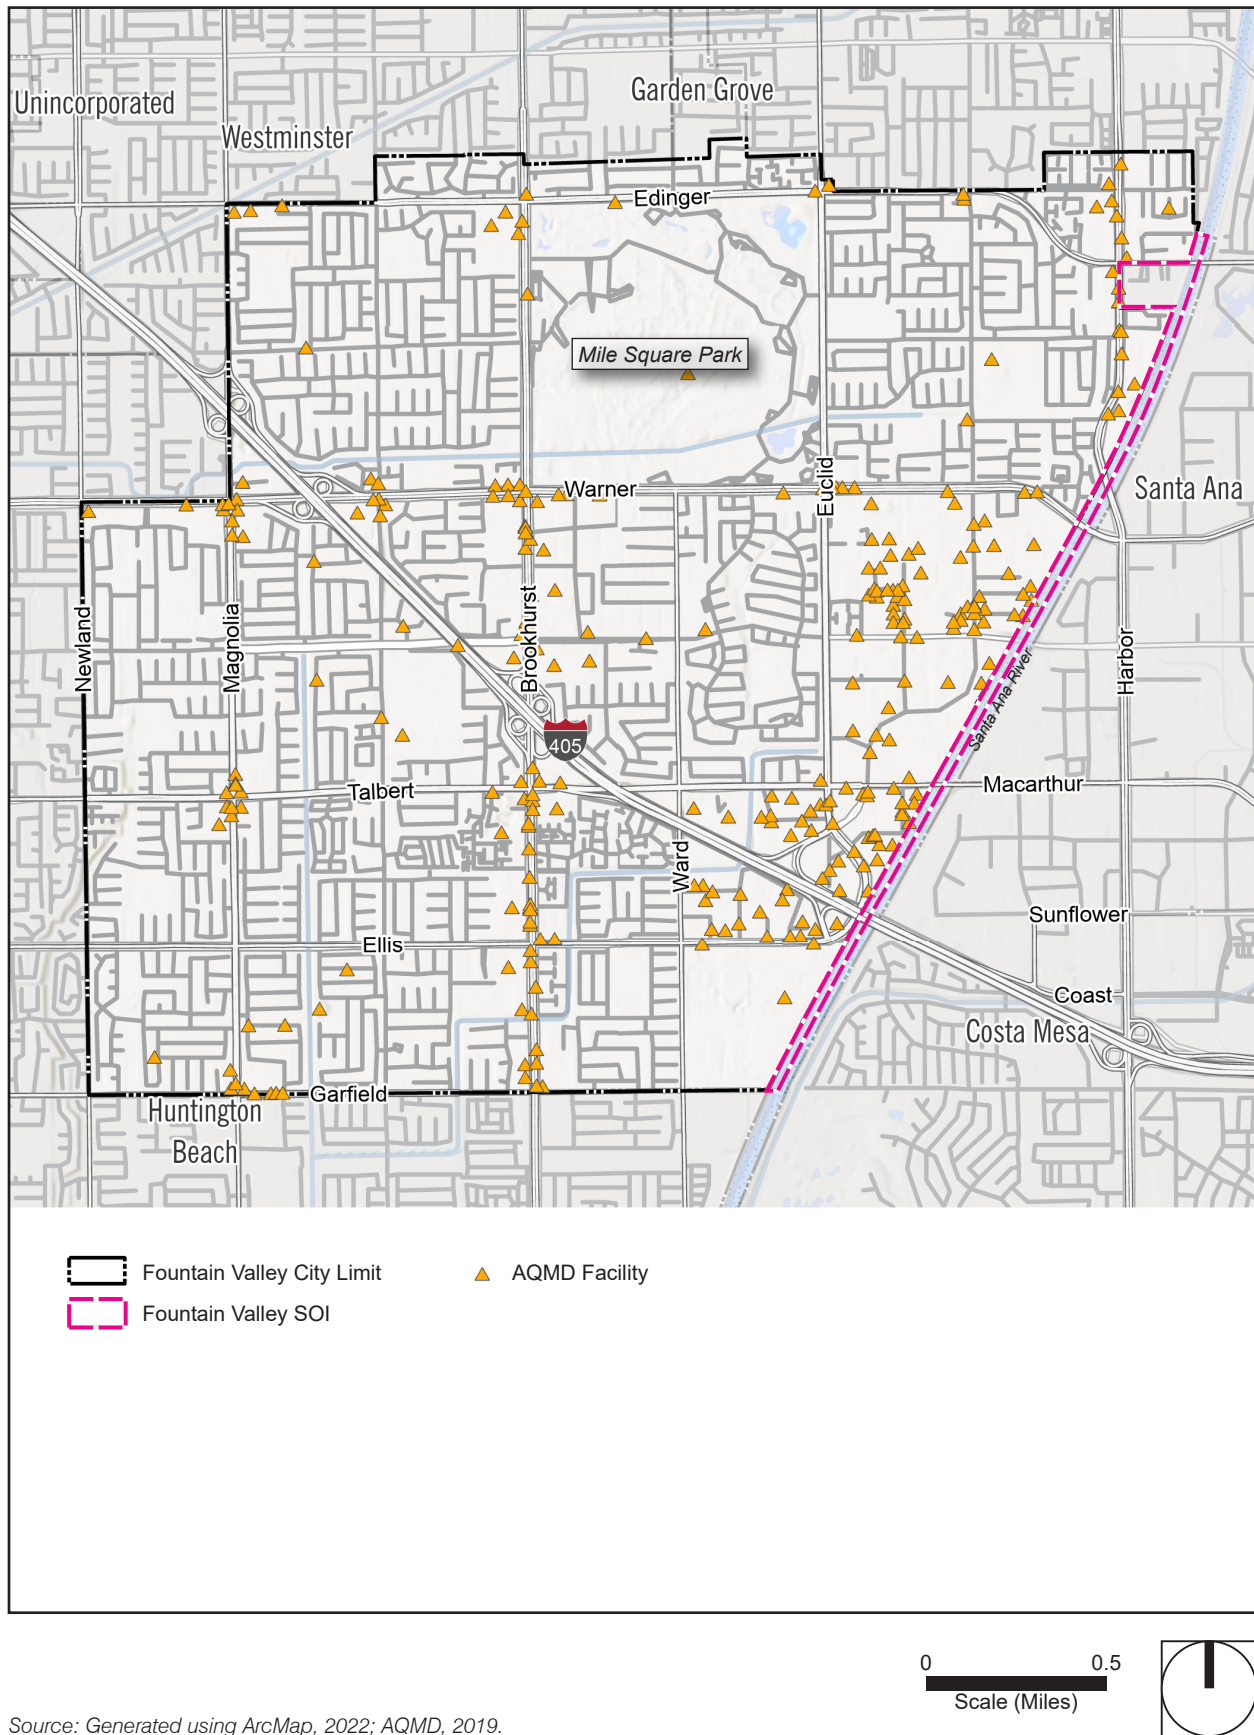 Unincorporated
Garden Grove
Westminster
Edinger
Mile Square Park
Warner
Euclid
Santa Ana
Newland
Magnolia
Brookhurst
Harbor
Santa Ana River
405
Talbert
Macarthur
Ward
Sunflower
Ellis
Coast
Costa Mesa
Garfield
Huntington
Beach
Fountain Valley City Limit
AQMD Facility
Fountain Valley SOI
0 0.5
Scale (Miles)
Source: Generated using ArcMap, 2022; AQMD, 2019.